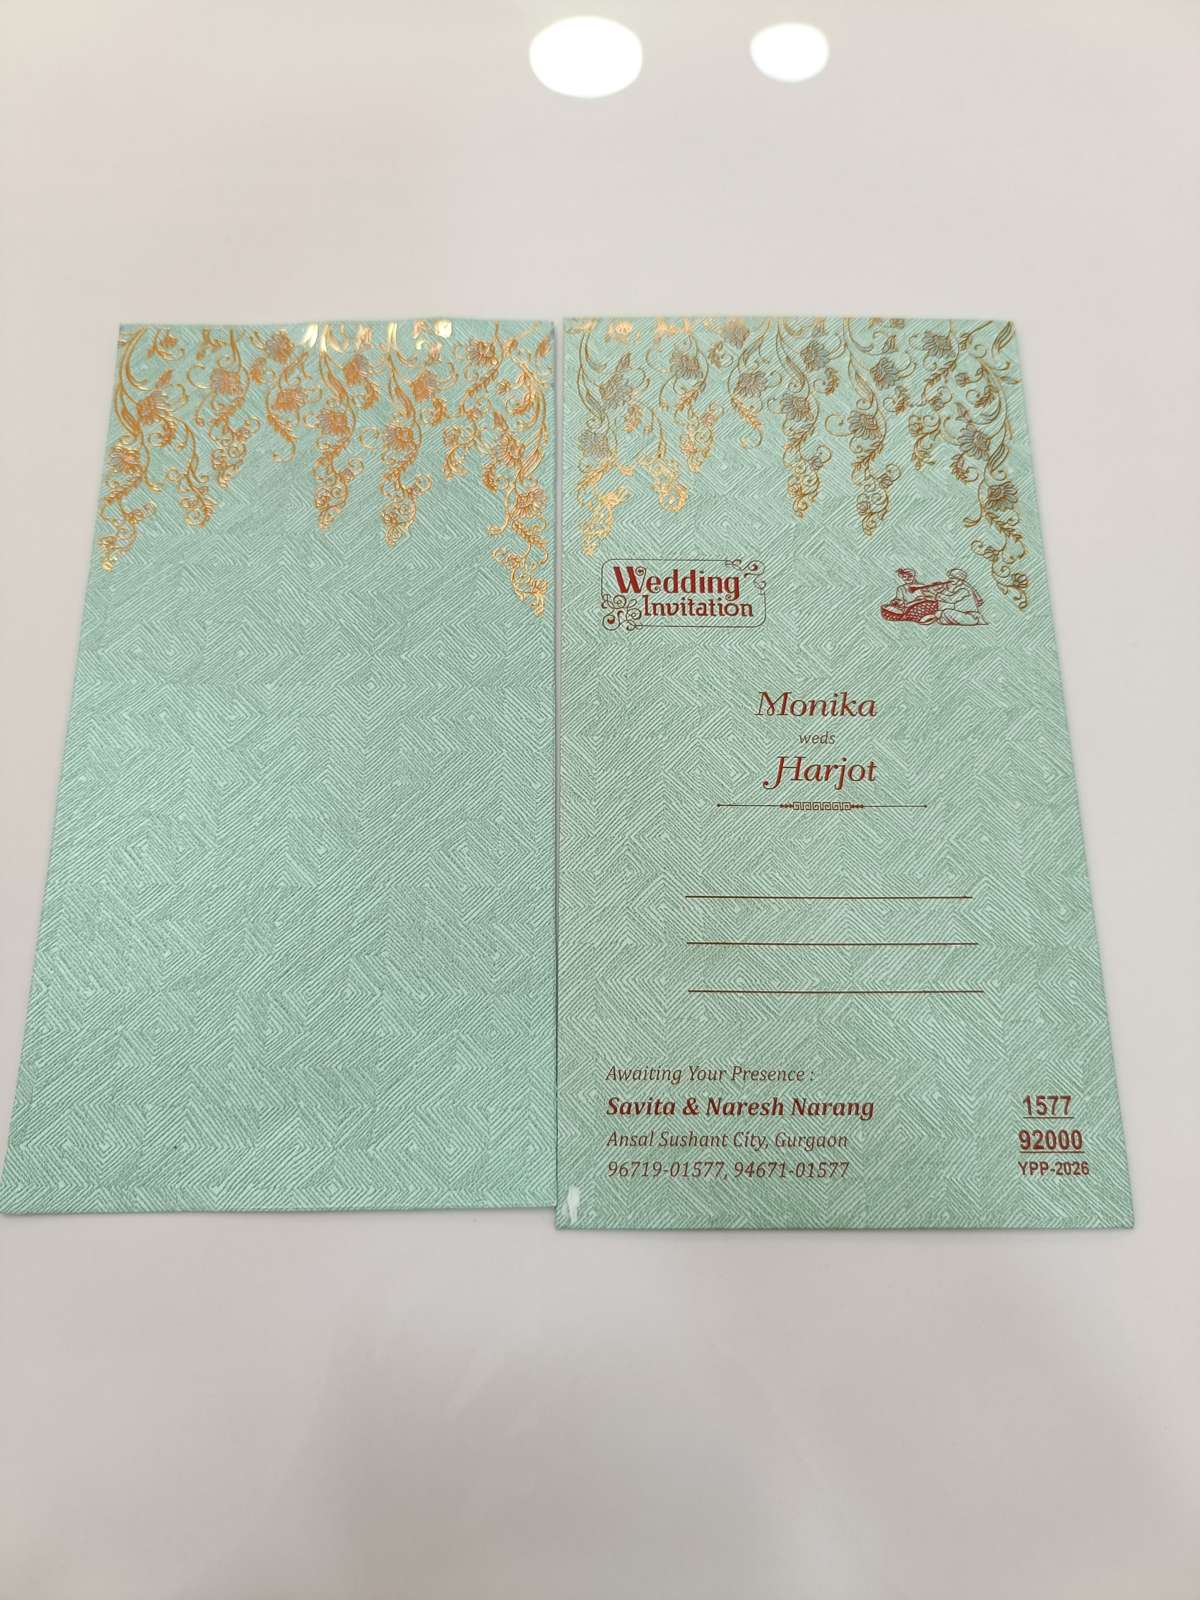 Wedding
Invitation
Monika
weds
Harjot
Awaiting Your Presence :
Savita & Naresh Narang
Ansal Sushant City, Gurgaon
96719-01577, 94671-01577
1577
92000
YPP-2026